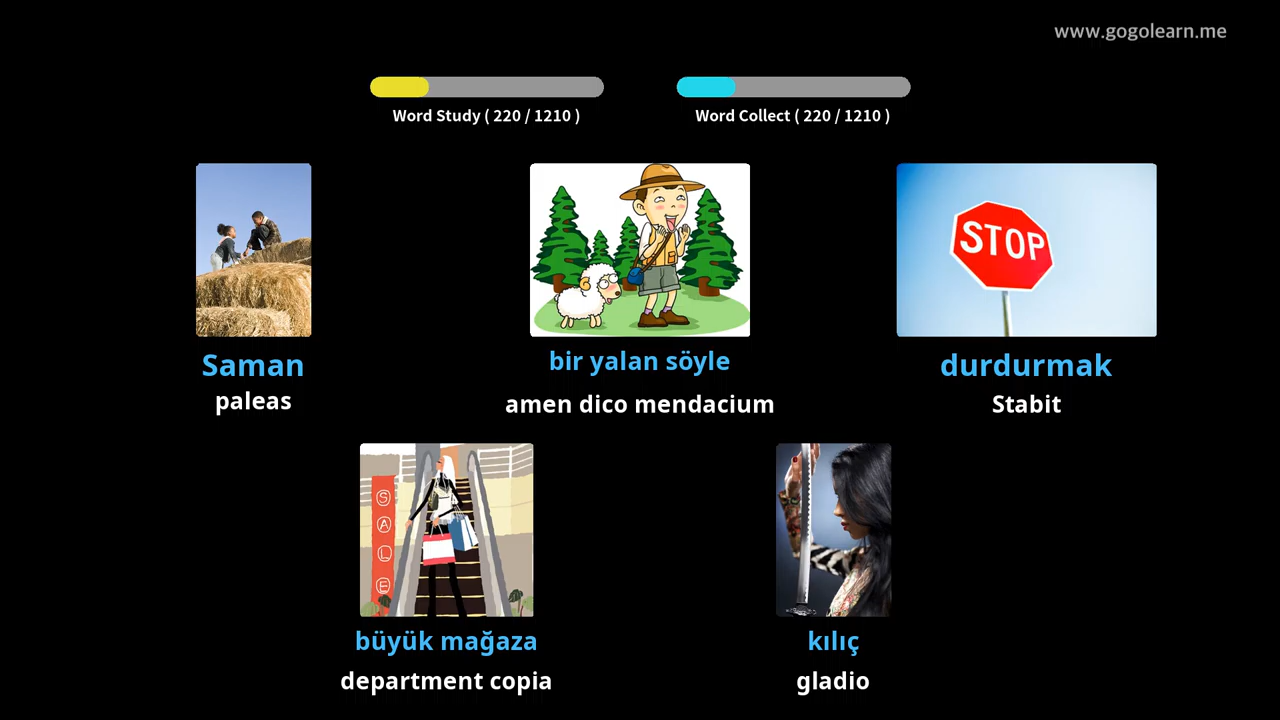 www.gogolearn.me
Word Study ( 220 / 1210 )
Word Collect ( 220 / 1210 )
STOP
Saman
paleas
bir yalan söyle
amen dico mendacium
durdurmak
Stabit
SALE
büyük mağaza
department copia
kılıç
gladio